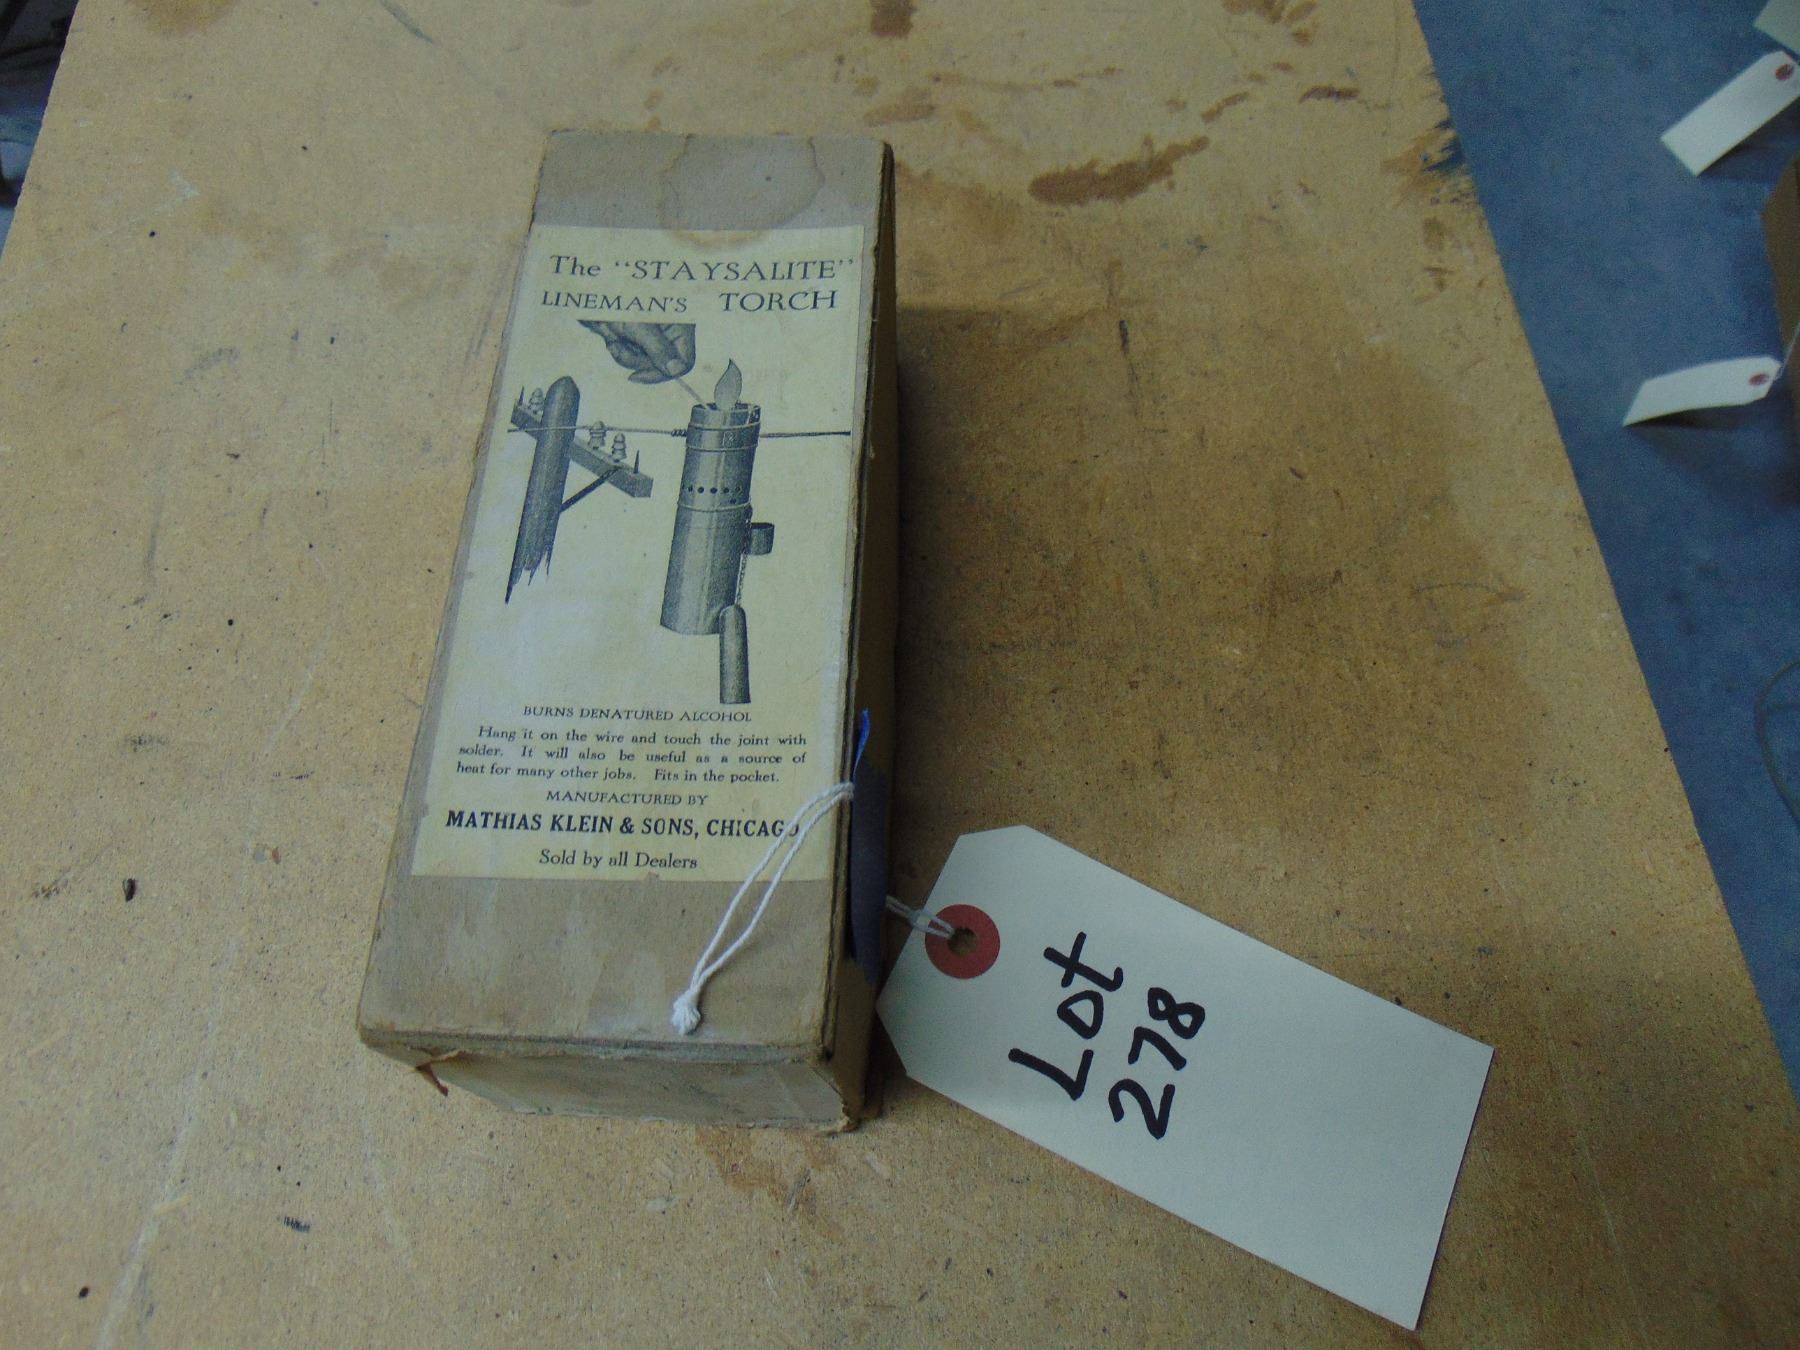 The "STAYSALITE"
LINEMAN'S TORCH
BURNS DENATURED ALCOHOL
Hang it on the wire and touch the joint with
solder. It will also be useful as a source of
heat for many other jobs. Fits in the pocket.
MANUFACTURED BY
MATHIAS KLEIN & SONS, CHICAGO
Sold by all Dealers
Lot
278